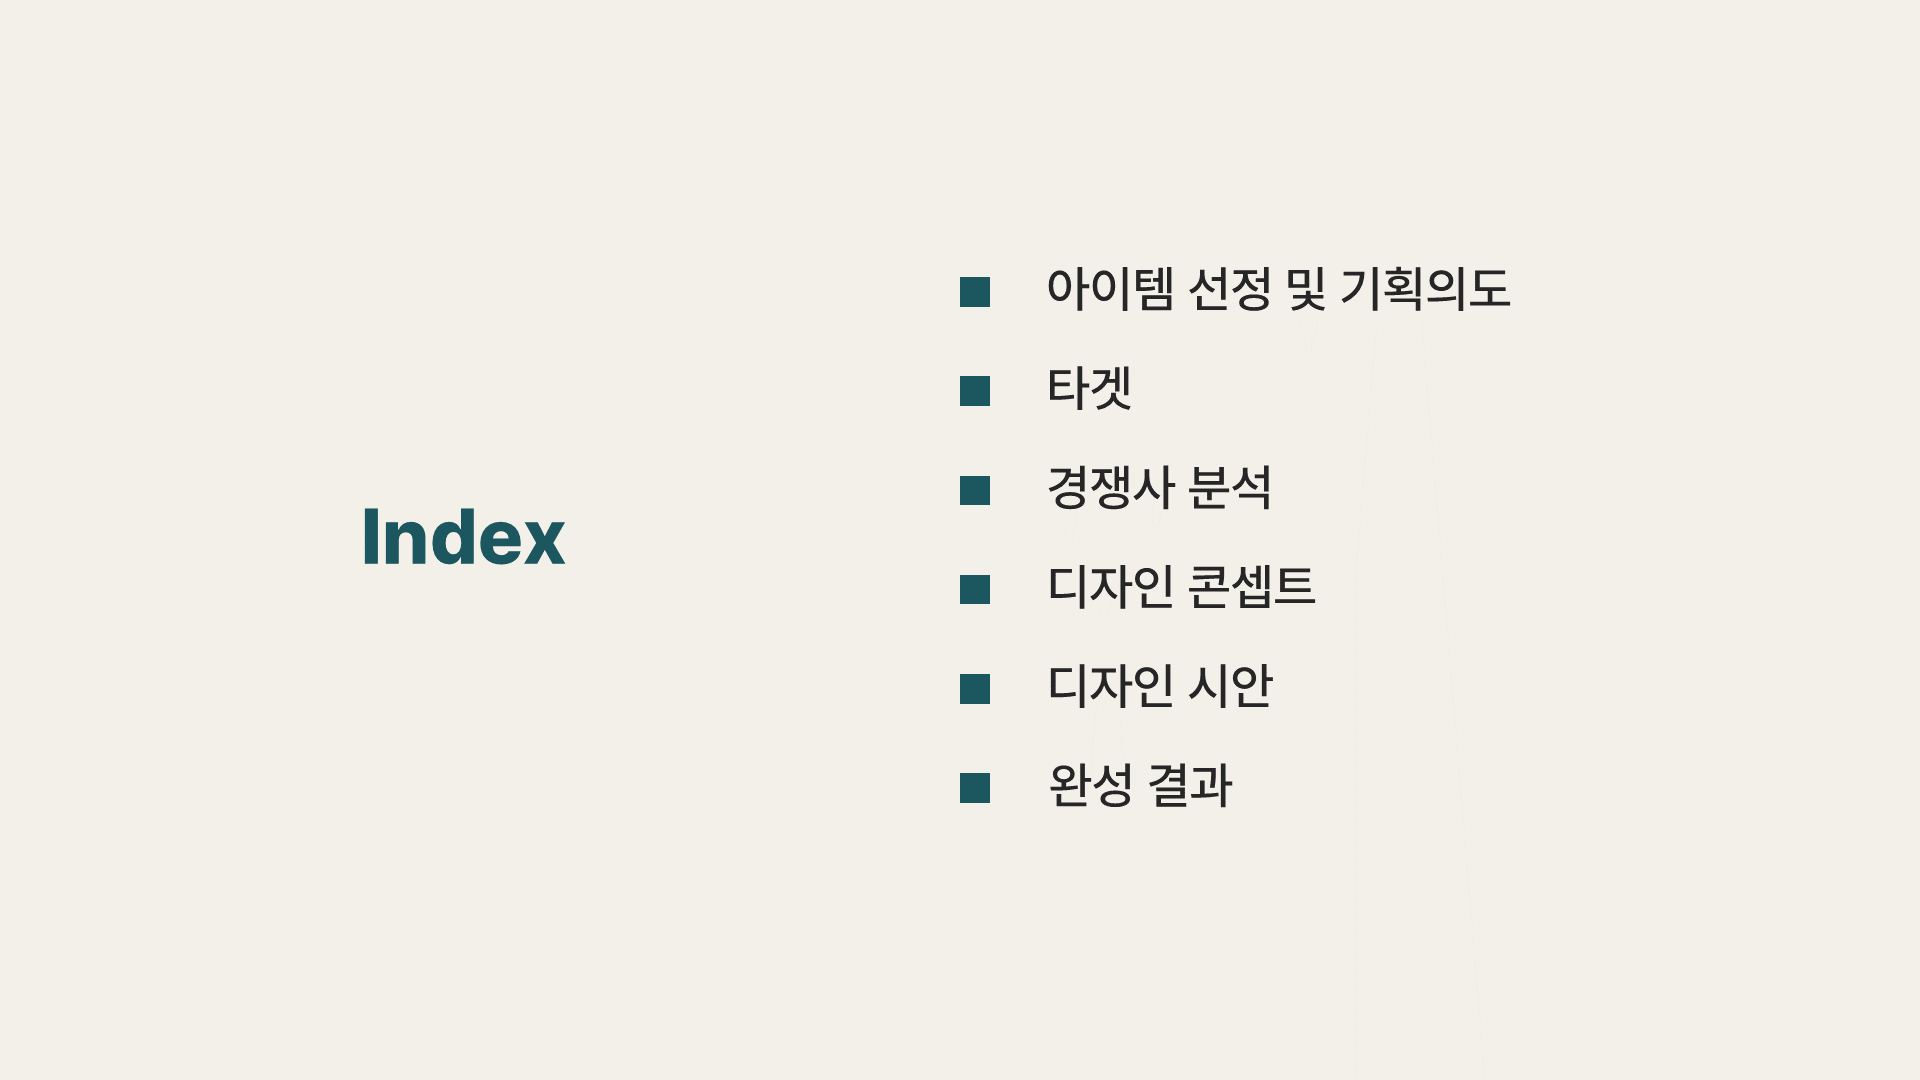 Index
아이템 선정 및 기획의도
타겟
경쟁사 분석
디자인 콘셉트
디자인 시안
완성 결과